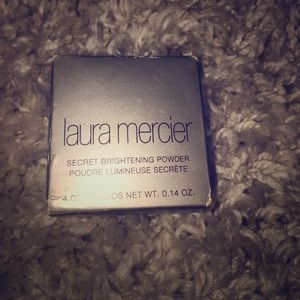 laura mercier
SECRET BRIGHTENING POWDER
POUDRE LUMINEUSE SECRÈTE
NET WT. 0.14 OZ.